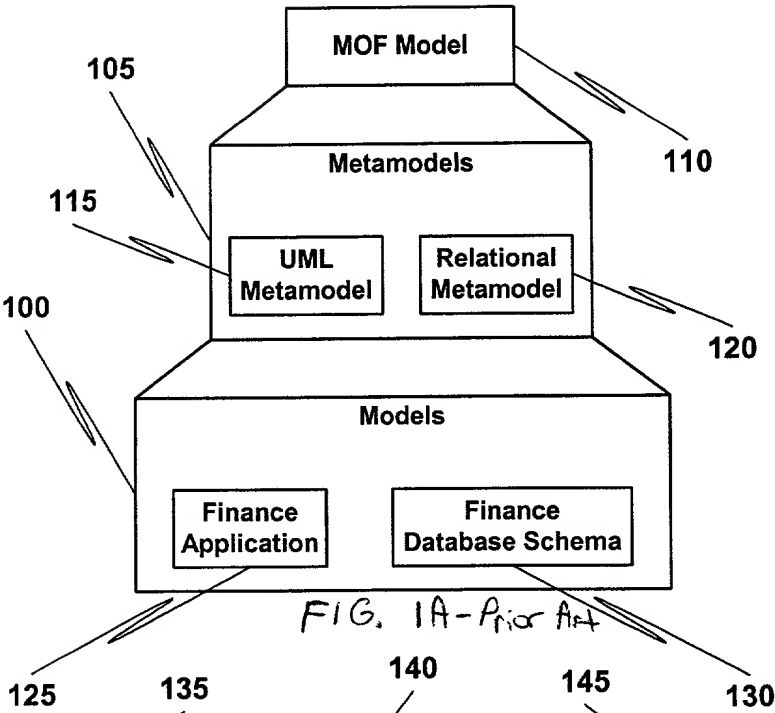 MOF Model
105
110
Metamodels
115
UML
Metamodel
Relational
Metamodel
100
120
Models
Finance
Application
Finance
Database Schema
FIG. 1A-Prior Art
125
135
140
145
130